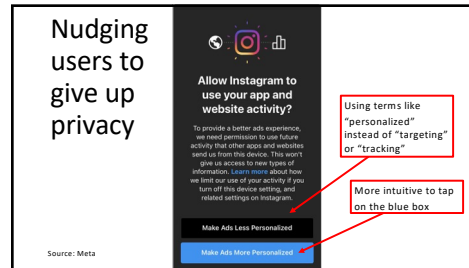 Nudging
users to
give up
privacy
Allow Instagram to
use your app and
website activity?
To provide a better ads experience,
we need permission to use future
activity that other apps and websites
send us from this device. This won't
give us access to new types of
information. Learn more about how
we limit our use of your activity if you
turn off this device setting, and
related settings on Instagram.
Make Ads Less Personalized
Make Ads More Personalized
Using terms like
"personalized"
instead of "targeting"
or "tracking"
More intuitive to tap
on the blue box
Source: Meta